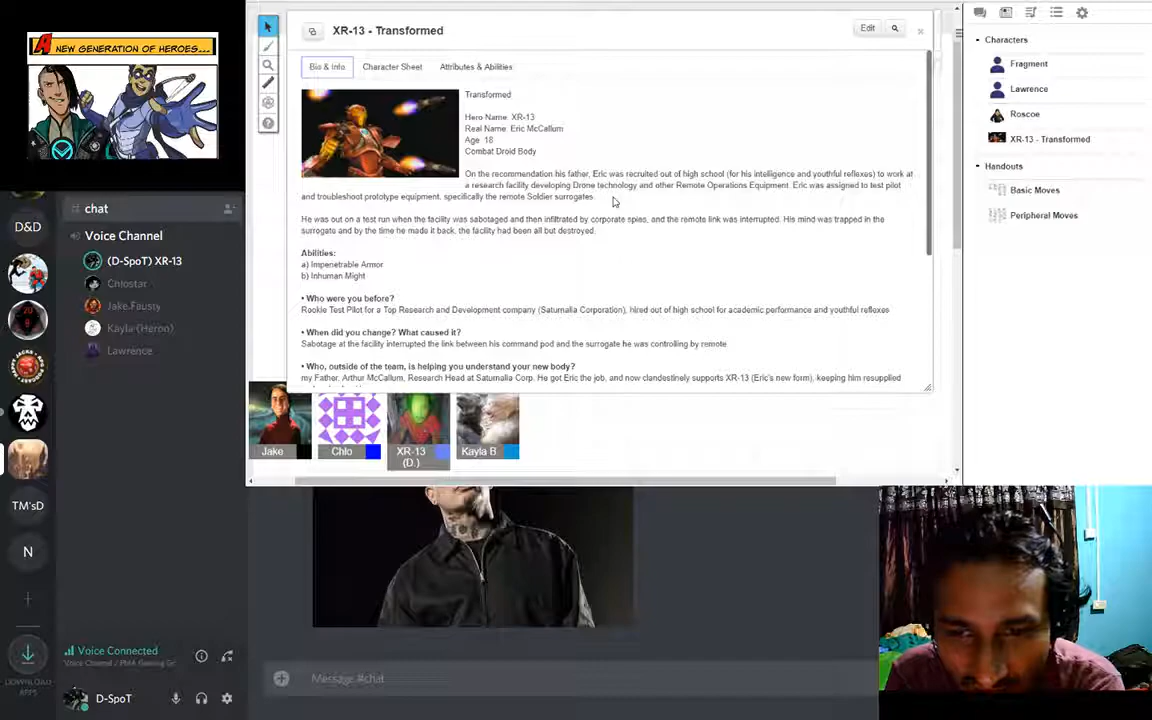 A NEW GENERATION OF HEROES...
D&D
TM'sD
N
DOWNLOAD
APPS
chat
Voice Channel
(D-SpoT) XR-13
Chlostar
Jake Fausty
Kayla (Heron)
Lawrence
Voice Connected
D-SpoT
XR-13 - Transformed
Edit
Bio & Info
Character Sheet
Attributes & Abilities
Transformed
Hero Name: XR-13
Real Name: Eric McCallum
Age 18
Combat Droid Body
On the recommendation his father, Eric was recruited out of high school (for his intelligence and youthful reflexes) to work at
a research facility developing Drone technology and other Remote Operations Equipment. Eric was assigned to test pilot
and troubleshoot prototype equipment, specifically the remote Soldier surrogates.
He was out on a test run when the facility was sabotaged and then infiltrated by corporate spies, and the remote link was interrupted. His mind was trapped in the
surrogate and by the time he made it back, the facility had been all but destroyed.
Abilities:
a) Impenetrable Armor
b) Inhuman Might
• Who were you before?
Rookie Test Pilot for a Top Research and Development company (Saturnalia Corporation), hired out of high school for academic performance and youthful reflexes
• When did you change? What caused it?
Sabotage at the facility interrupted the link between his command pod and the surrogate he was controlling by remote
• Who, outside of the team, is helping you understand your new body?
my Father, Arthur McCallum, Research Head at Saturnalia Corp. He got Eric the job, and now clandestinely supports XR-13 (Eric's new form), keeping him resupplied
Jake
Chlo
XR-13
(D.)
Kayla B.
Message #chat
Characters
Fragment
Lawrence
Roscoe
XR-13 - Transformed
Handouts
Basic Moves
Peripheral Moves